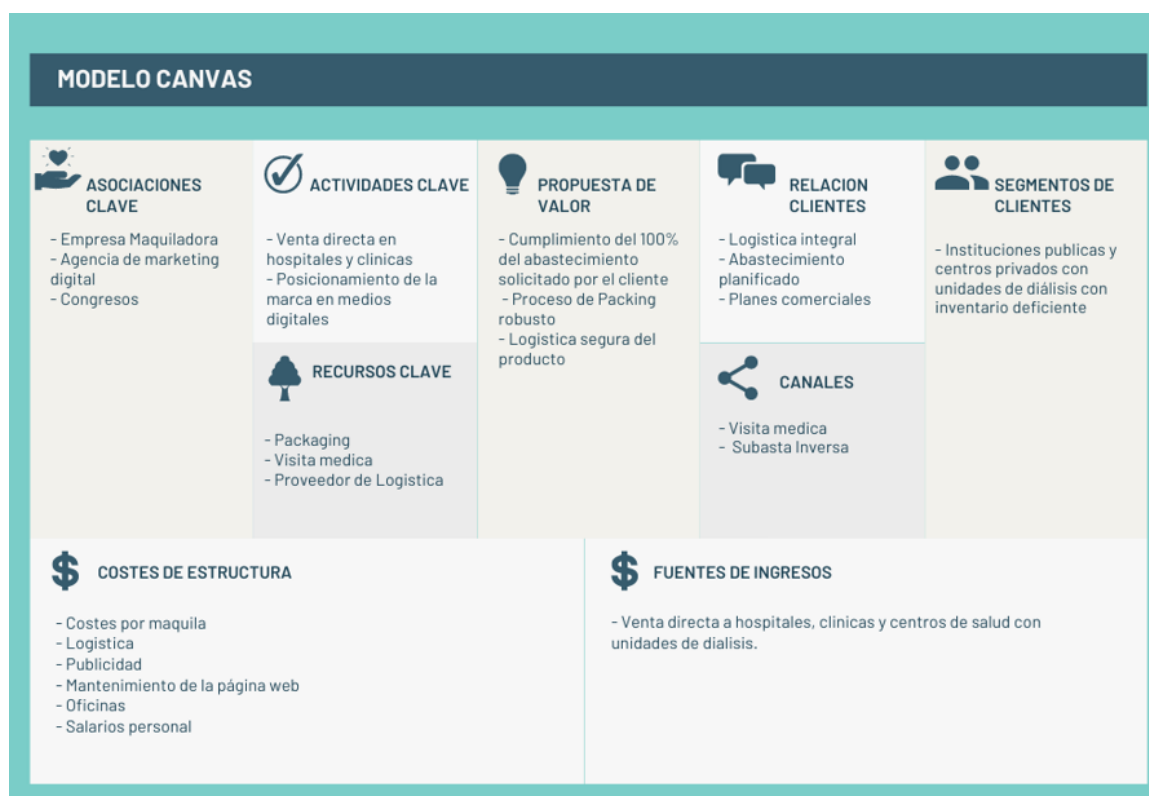 MODELO CANVAS
ASOCIACIONES
CLAVE
- Empresa Maquiladora
- Agencia de marketing
digital
- Congresos
ACTIVIDADES CLAVE
- Venta directa en
hospitales y clinicas
- Posicionamiento de la
marca en medios
digitales
RECURSOS CLAVE
- Packaging
- Visita medica
- Proveedor de Logistica
PROPUESTA DE
VALOR
- Cumplimiento del 100%
del abastecimiento
solicitado por el cliente
- Proceso de Packing
robusto
- Logistica segura del
producto
RELACION
CLIENTES
- Logistica integral
- Abastecimiento
planificado
- Planes comerciales
CANALES
- Visita medica
- Subasta Inversa
SEGMENTOS DE
CLIENTES
- Instituciones publicas y
centros privados con
unidades de diálisis con
inventario deficiente
$ COSTES DE ESTRUCTURA
- Costes por maquila
- Logistica
- Publicidad
- Mantenimiento de la página web
- Oficinas
- Salarios personal
$ FUENTES DE INGRESOS
- Venta directa a hospitales, clinicas y centros de salud con
unidades de dialisis.